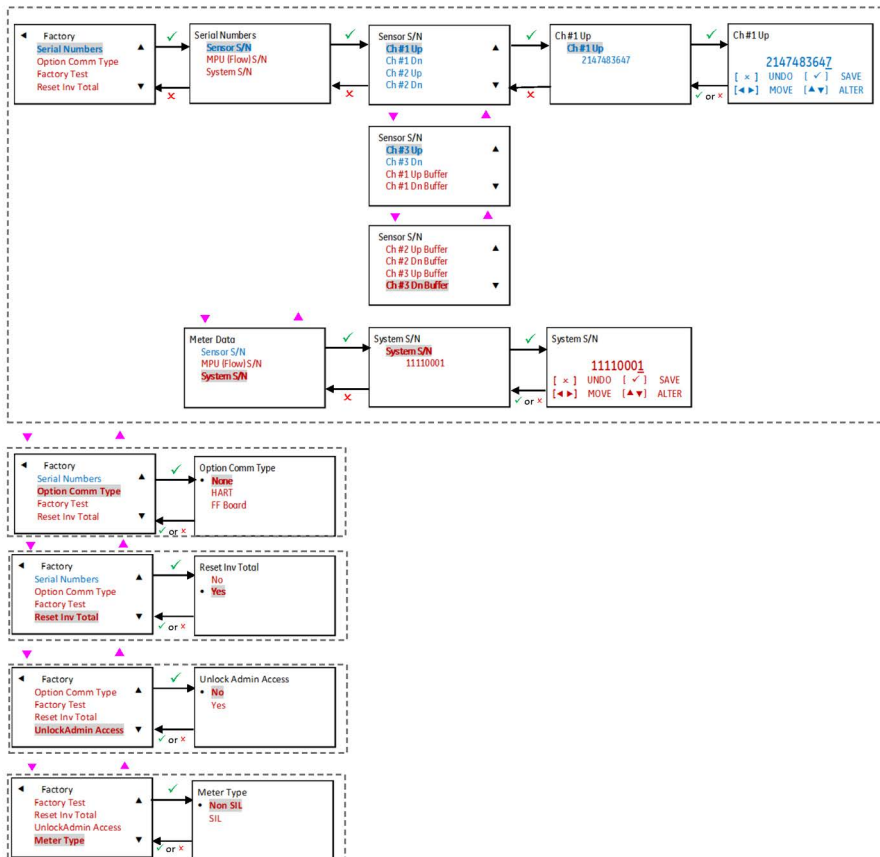 Factory
Serial Numbers
Option Comm Type
Factory Test
Reset Inv Total
Serial Numbers
Sensor S/N
MPU (Flow) S/N
System S/N
Sensor S/N
Ch #1 Up
Ch #1 Dn
Ch #2 Up
Ch #2 Dn
Ch #1 Up
Ch #1 Up
2147483647
Ch #1 Up
2147483647
[ × ] UNDO [ ✓ ] SAVE
[◄ ►] MOVE [▲▼] ALTER
✓ or ×
Sensor S/N
Ch #3 Up
Ch #3 Dn
Ch #1 Up Buffer
Ch #1 Dn Buffer
Sensor S/N
Ch #2 Up Buffer
Ch #2 Dn Buffer
Ch #3 Up Buffer
Ch #3 Dn Buffer
Meter Data
Sensor S/N
MPU (Flow) S/N
System S/N
System S/N
System S/N
11110001
System S/N
11110001
[ × ] UNDO [ ✓ ] SAVE
[◄ ►] MOVE [▲▼] ALTER
✓ or ×
Factory
Serial Numbers
Option Comm Type
Factory Test
Reset Inv Total
Option Comm Type
• None
HART
FF Board
✓ or ×
Factory
Serial Numbers
Option Comm Type
Factory Test
Reset Inv Total
Reset Inv Total
No
• Yes
✓ or ×
Factory
Option Comm Type
Factory Test
Reset Inv Total
UnlockAdmin Access
Unlock Admin Access
• No
Yes
✓ or ×
Factory
Factory Test
Reset Inv Total
UnlockAdmin Access
Meter Type
Meter Type
• Non SIL
SIL
✓ or ×